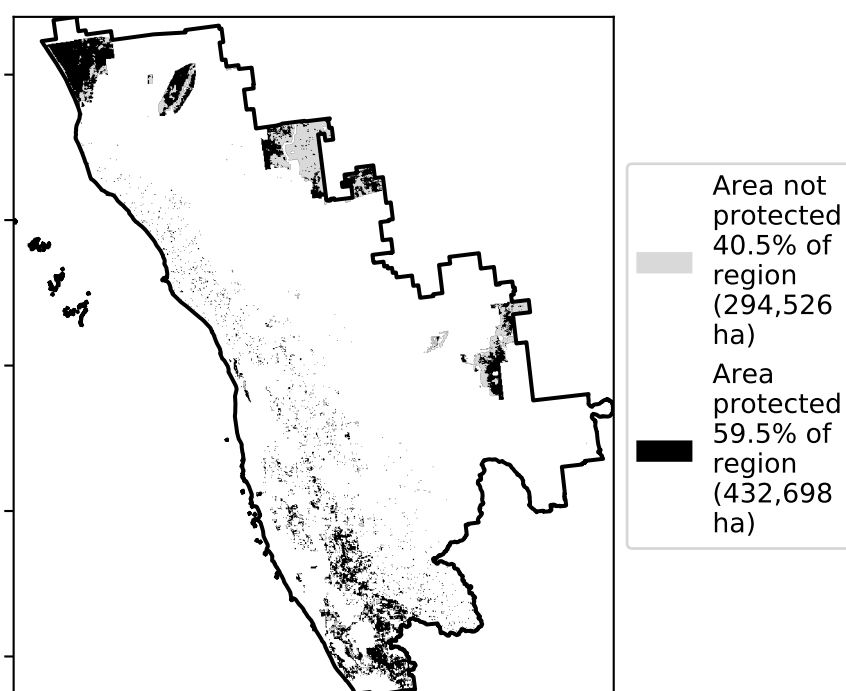 Area not
protected
40.5% of
region
(294,526
ha)
Area
protected
59.5% of
region
(432,698
ha)